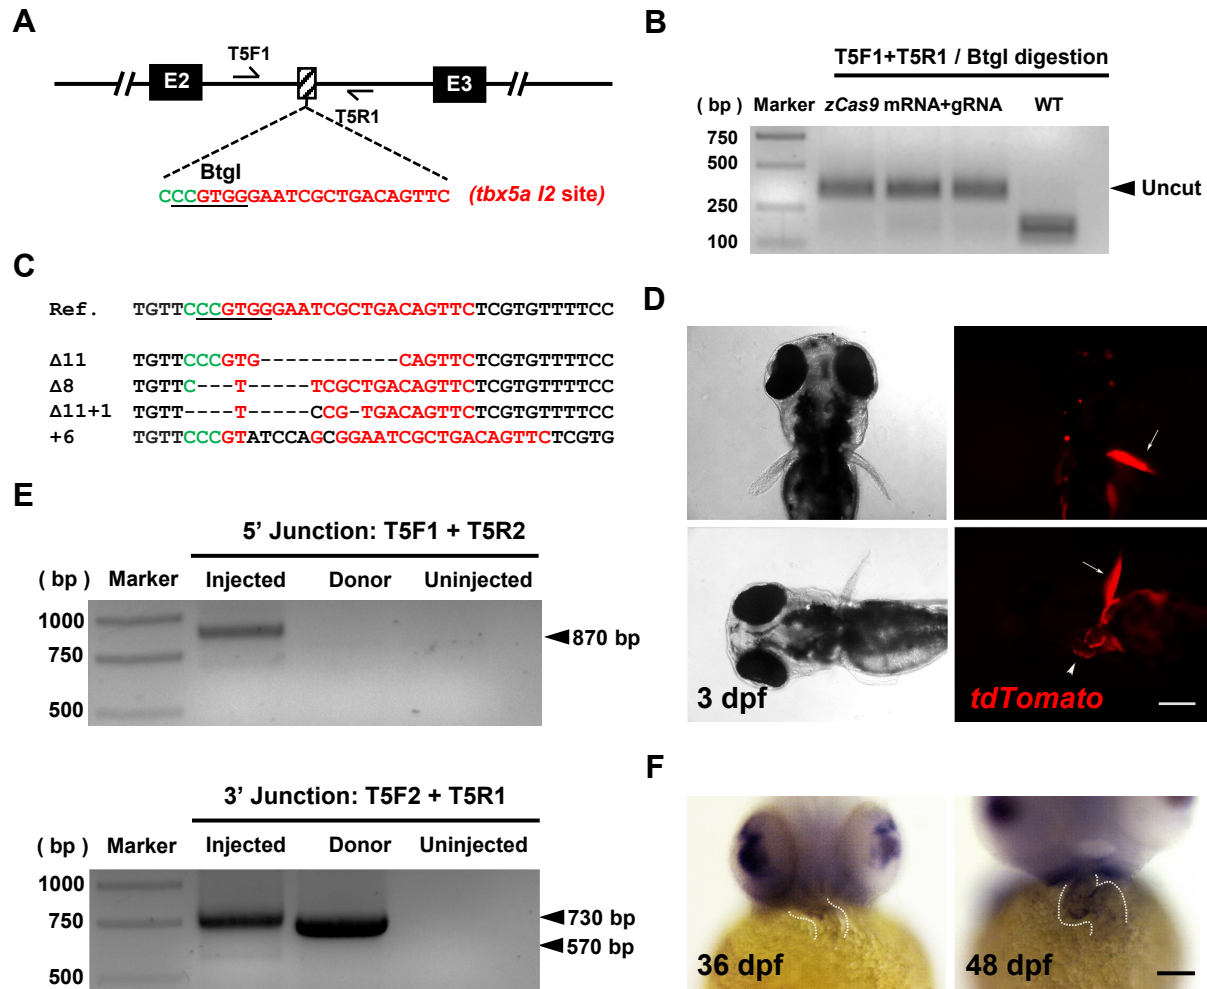 A
T5F1
E2
E3
T5R1
BtgI
CCCGTGGGAATCGCTGACAGTTC (tbx5a I2 site)
B
T5F1+T5R1 / BtgI digestion
( bp ) Marker zCas9 mRNA+gRNA WT
750
500
250
100
Uncut
C
Ref. TGTTCCCGTGGGAATCGCTGACAGTTCTCGTGTTTTCC
Δ11 TGTTCCCGTG-----------CAGTTCTCGTGTTTTCC
Δ8 TGTTC---T-----TCGCTGACAGTTCTCGTGTTTTCC
Δ11+1 TGTT----T-----CCG-TGACAGTTCTCGTGTTTTCC
+6 TGTTCCCGTATCCAGCGGAATCGCTGACAGTTCTCGTG
D
3 dpf
tdTomato
E
5’ Junction: T5F1 + T5R2
( bp ) Marker Injected Donor Uninjected
1000
750
500
870 bp
3’ Junction: T5F2 + T5R1
( bp ) Marker Injected Donor Uninjected
1000
750
500
730 bp
570 bp
F
36 dpf
48 dpf